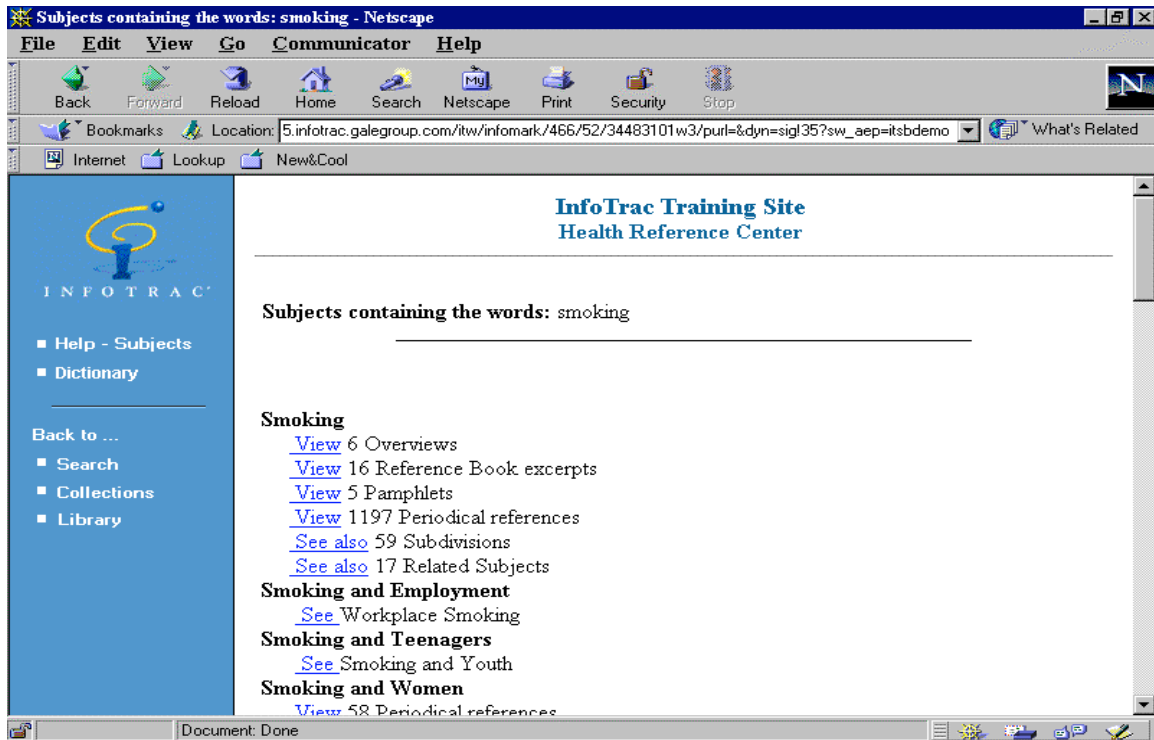 Subjects containing the words: smoking - Netscape
File Edit View Go Communicator Help
Back Forward Reload Home Search My Netscape Print Security Stop N
Bookmarks Location: 5.infotrac.galegroup.com/itw/infomark/466/52/34483101w3/purl=&dyn=sig!35?sw_aep=itsbdemo What's Related
Internet Lookup New&Cool
INFOTRAC
Help - Subjects
Dictionary
Back to ...
Search
Collections
Library
InfoTrac Training Site
Health Reference Center
Subjects containing the words: smoking
Smoking
View 6 Overviews
View 16 Reference Book excerpts
View 5 Pamphlets
View 1197 Periodical references
See also 59 Subdivisions
See also 17 Related Subjects
Smoking and Employment
See Workplace Smoking
Smoking and Teenagers
See Smoking and Youth
Smoking and Women
View 58 Periodical references
Document: Done